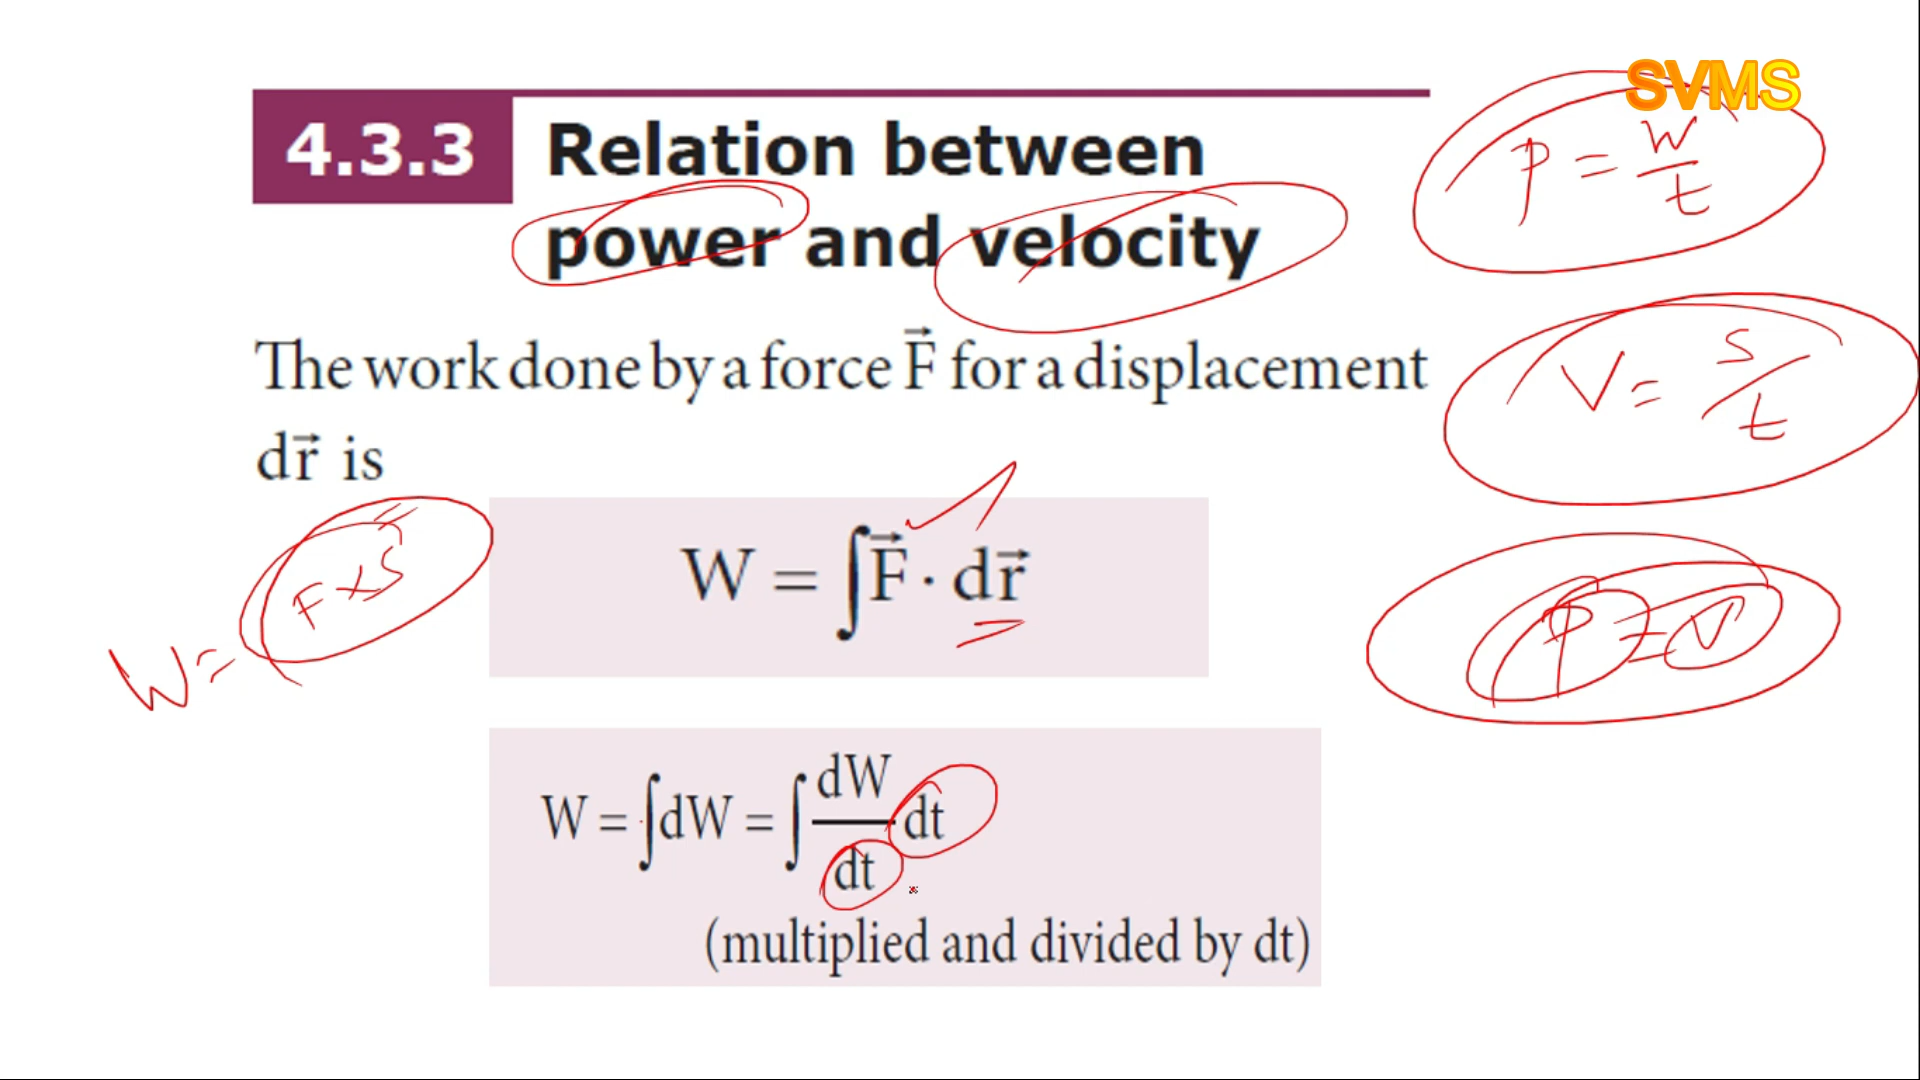 SVMS
4.3.3 Relation between
power and velocity
P = W/t
V = S/t
The work done by a force F⃗ for a displacement
dr⃗ is
W = ∫F⃗ · dr⃗
W = F × S
P = V
W = ∫dW = ∫ dW/dt dt
(multiplied and divided by dt)